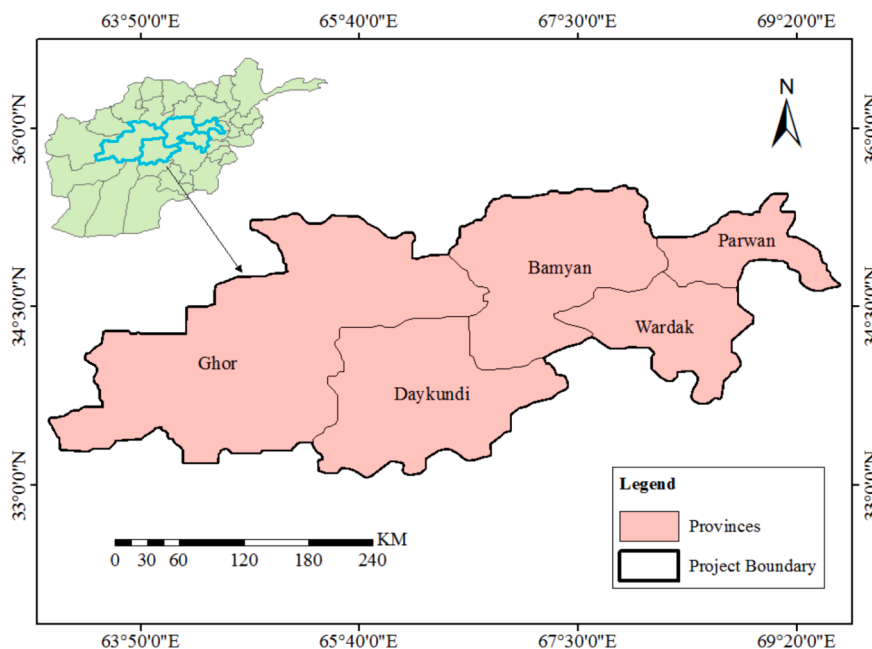 63°50'0"E 65°40'0"E 67°30'0"E 69°20'0"E
N
36°0'0"N 36°0'0"N
Parwan
Bamyan
34°30'0"N 34°30'0"N
Wardak
Ghor
Daykundi
33°0'0"N 33°0'0"N
Legend
Provinces
Project Boundary
KM
0 30 60 120 180 240
63°50'0"E 65°40'0"E 67°30'0"E 69°20'0"E